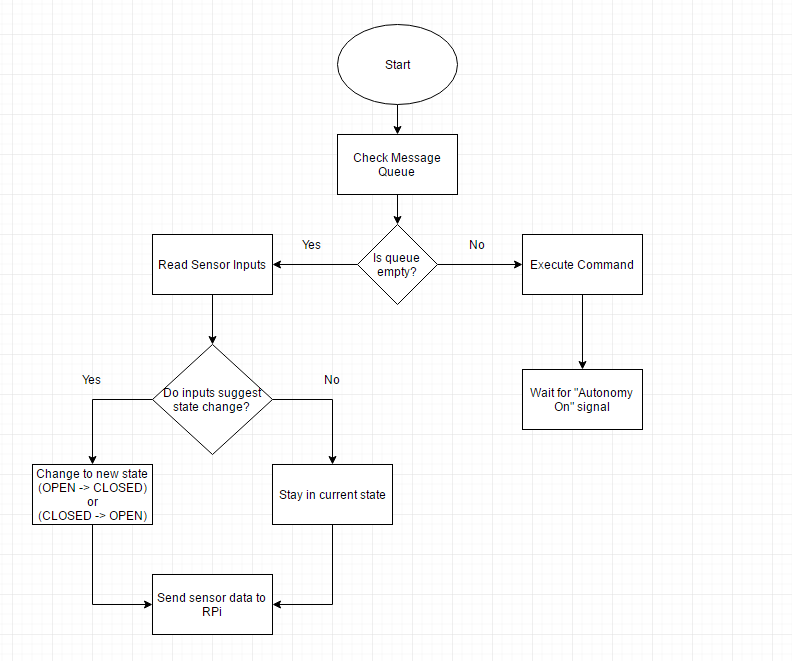 Start
Check Message
Queue
Yes
No
Read Sensor Inputs
Is queue
empty?
Execute Command
Yes
No
Do inputs suggest
state change?
Wait for "Autonomy
On" signal
Change to new state
(OPEN -> CLOSED)
or
(CLOSED -> OPEN)
Stay in current state
Send sensor data to
RPi